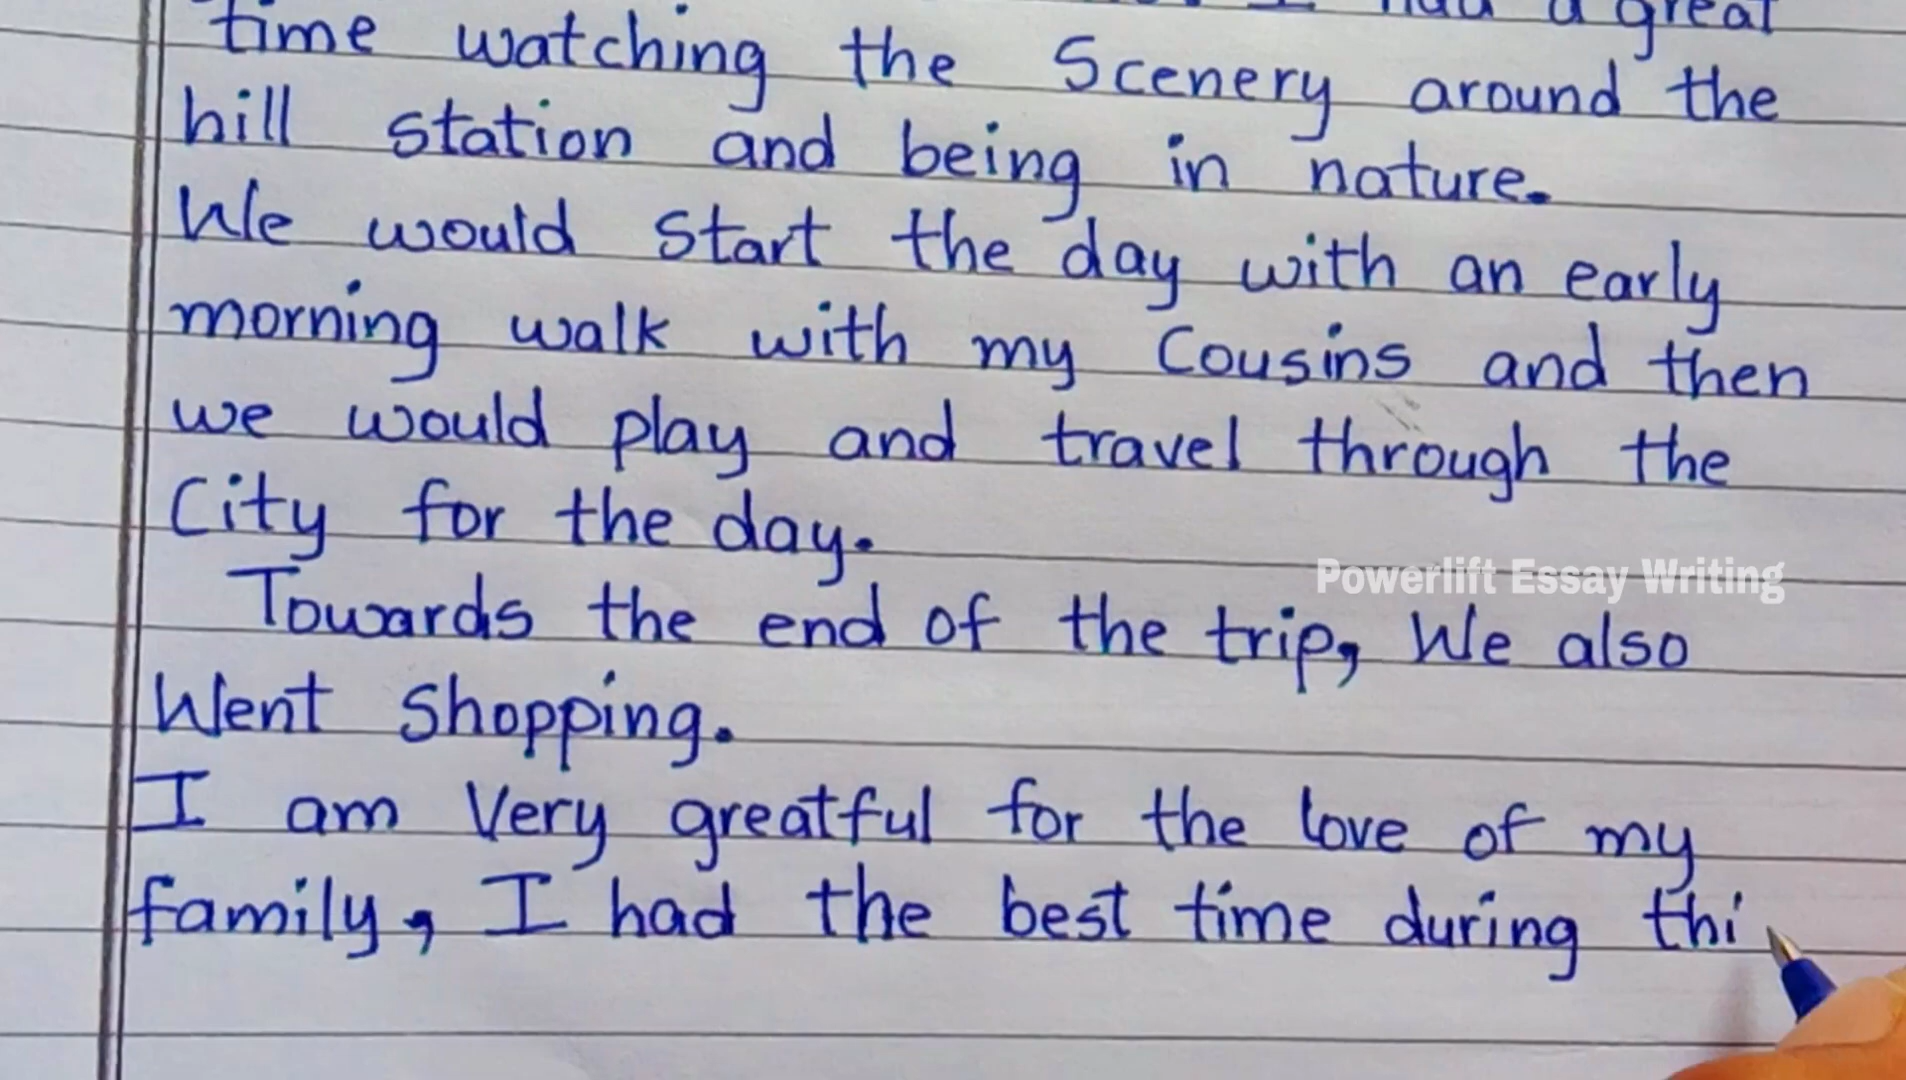 I had a great
time watching the Scenery around the
hill station and being in nature.
We would start the day with an early
morning walk with my Cousins and then
we would play and travel through the
City for the day.
Powerlift Essay Writing
Towards the end of the trip, We also
Went shopping.
I am Very greatful for the love of my
family, I had the best time during thi